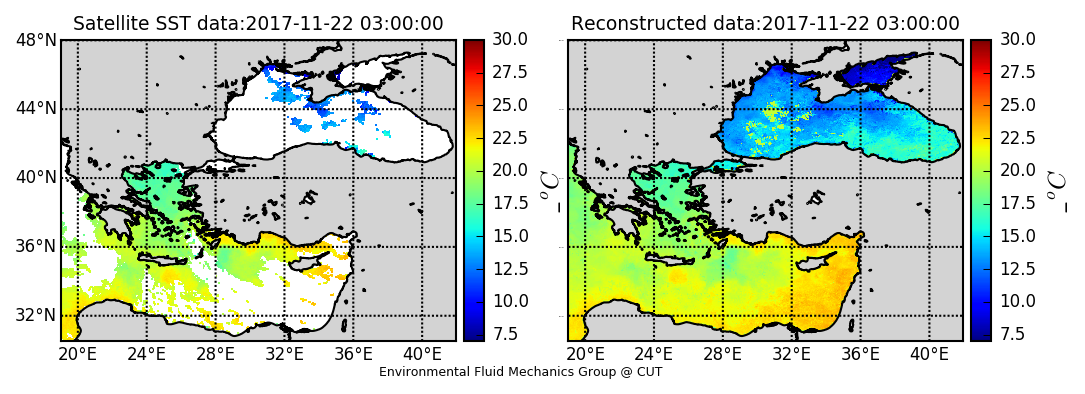 Satellite SST data:2017-11-22 03:00:00
48°N
44°N
40°N
36°N
32°N
20°E 24°E 28°E 32°E 36°E 40°E
30.0
27.5
25.0
22.5
20.0
17.5
15.0
12.5
10.0
7.5
_ °C
Reconstructed data:2017-11-22 03:00:00
20°E 24°E 28°E 32°E 36°E 40°E
30.0
27.5
25.0
22.5
20.0
17.5
15.0
12.5
10.0
7.5
_ °C
Environmental Fluid Mechanics Group @ CUT